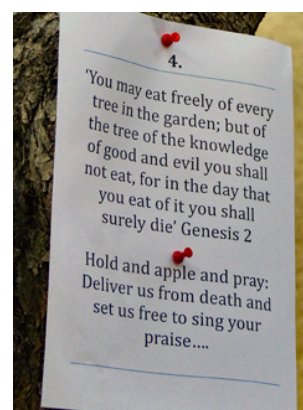 4.
'You may eat freely of every
tree in the garden; but of
the tree of the knowledge
of good and evil you shall
not eat, for in the day that
you eat of it you shall
surely die' Genesis 2
Hold and apple and pray:
Deliver us from death and
set us free to sing your
praise....